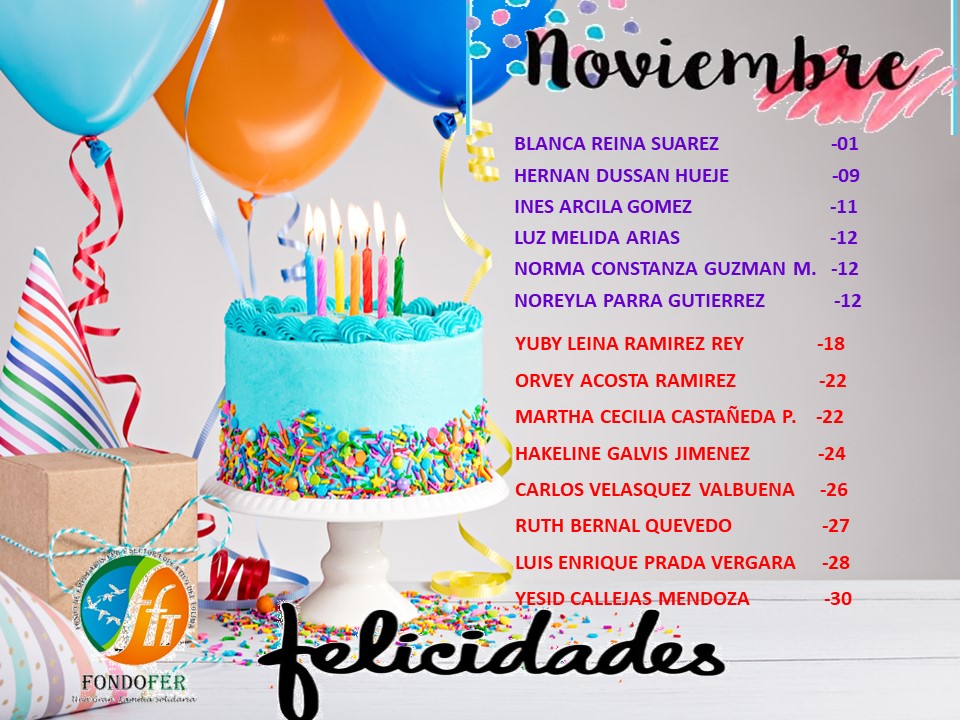 Noviembre
BLANCA REINA SUAREZ -01
HERNAN DUSSAN HUEJE -09
INES ARCILA GOMEZ -11
LUZ MELIDA ARIAS -12
NORMA CONSTANZA GUZMAN M. -12
NOREYLA PARRA GUTIERREZ -12
YUBY LEINA RAMIREZ REY -18
ORVEY ACOSTA RAMIREZ -22
MARTHA CECILIA CASTAÑEDA P. -22
HAKELINE GALVIS JIMENEZ -24
CARLOS VELASQUEZ VALBUENA -26
RUTH BERNAL QUEVEDO -27
LUIS ENRIQUE PRADA VERGARA -28
YESID CALLEJAS MENDOZA -30
felicidades
FONDOFER
Una Gran Familia Solidaria